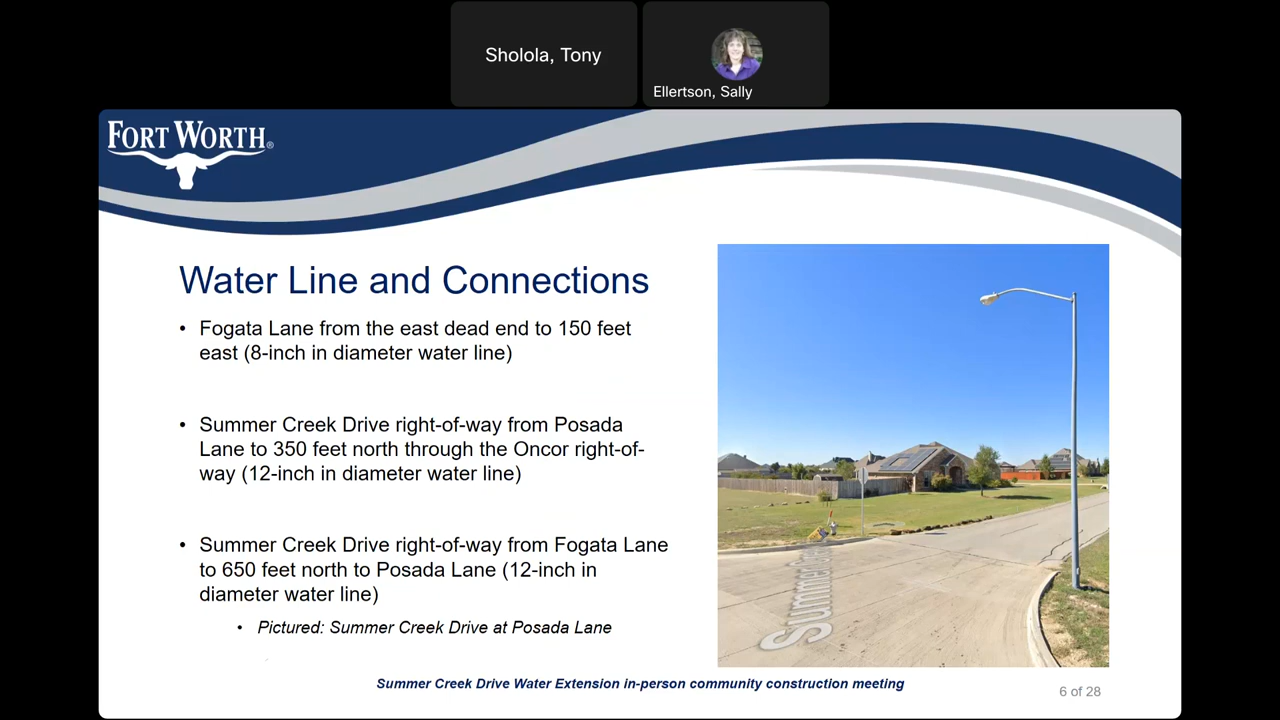 Sholola, Tony
Ellertson, Sally
FORT WORTH®
Water Line and Connections
• Fogata Lane from the east dead end to 150 feet
east (8-inch in diameter water line)
• Summer Creek Drive right-of-way from Posada
Lane to 350 feet north through the Oncor right-of-
way (12-inch in diameter water line)
• Summer Creek Drive right-of-way from Fogata Lane
to 650 feet north to Posada Lane (12-inch in
diameter water line)
• Pictured: Summer Creek Drive at Posada Lane
Summer Creek Drive Water Extension in-person community construction meeting
6 of 28